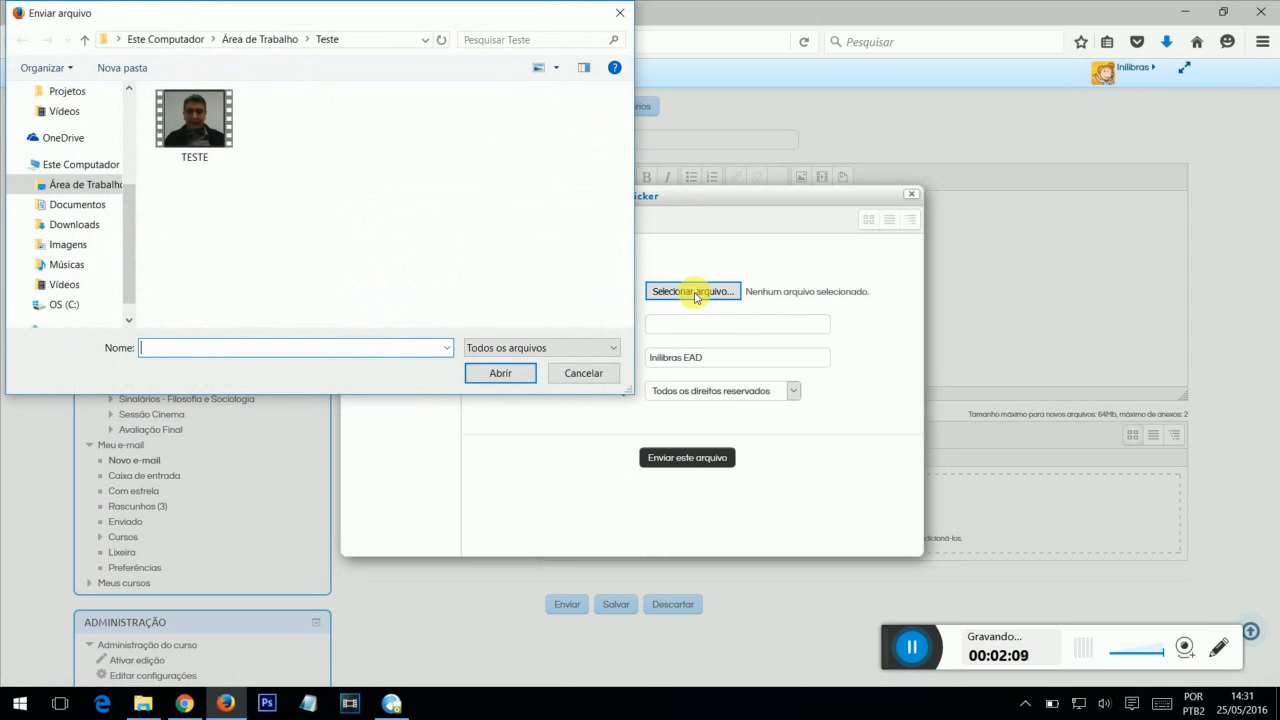 Enviar arquivo
Este Computador
Área de Trabalho
Teste
Pesquisar Teste
Organizar
Nova pasta
Projetos
Vídeos
OneDrive
Este Computador
Área de Trabalho
Documentos
Downloads
Imagens
Músicas
Vídeos
OS (C:)
TESTE
Nome:
Todos os arquivos
Abrir
Cancelar
Pesquisar
Inilibras
icker
Selecionar arquivo...
Nenhum arquivo selecionado.
Inilibras EAD
Todos os direitos reservados
Enviar este arquivo
Tamanho máximo para novos arquivos: 64Mb, máximo de anexos: 2
Sinalários - Filosofia e Sociologia
Sessão Cinema
Avaliação Final
Meu e-mail
Novo e-mail
Caixa de entrada
Com estrela
Rascunhos (3)
Enviado
Cursos
Lixeira
Preferências
Meus cursos
ADMINISTRAÇÃO
Administração do curso
Ativar edição
Editar configurações
Enviar
Salvar
Descartar
Gravando...
00:02:09
Ps
POR
PTB2
14:31
25/05/2016